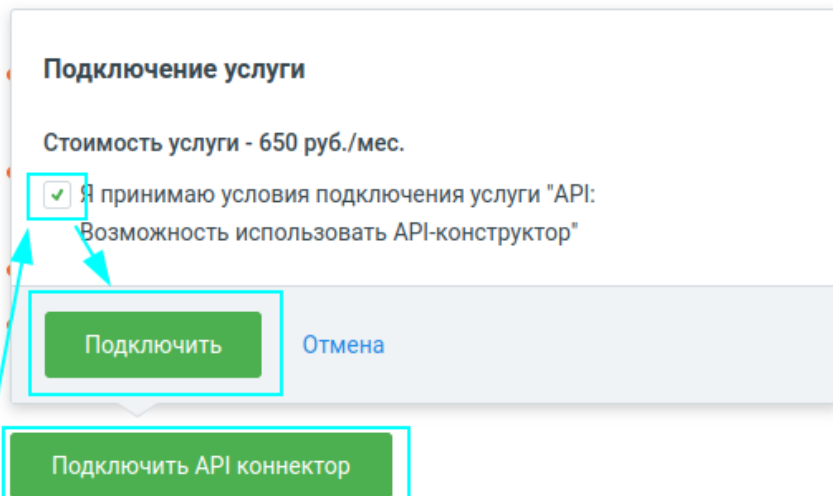 Подключение услуги
Стоимость услуги - 650 руб./мес.
Я принимаю условия подключения услуги "API:
Возможность использовать API-конструктор"
Подключить
Отмена
Подключить API коннектор